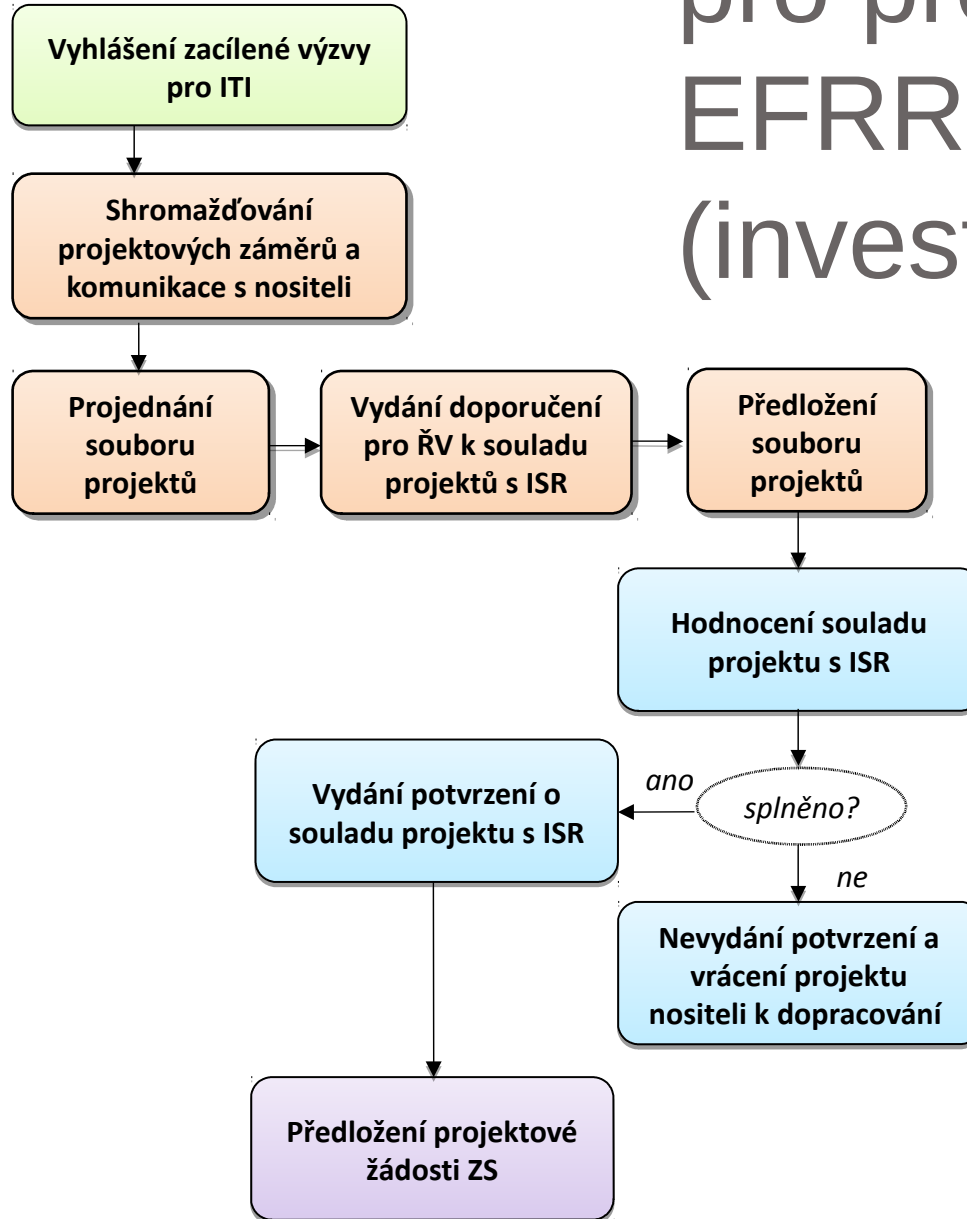 pro
EFRR
(inves
Vyhlášení zacílené výzvy
pro ITI
Shromažďování
projektových záměrů a
komunikace s nositeli
Projednání
souboru
projektů
Vydání doporučení
pro ŘV k souladu
projektů s ISR
Předložení
souboru
projektů
Hodnocení souladu
projektu s ISR
splněno?
ano
Vydání potvrzení o
souladu projektu s ISR
ne
Nevydání potvrzení a
vrácení projektu
nositeli k dopracování
Předložení projektové
žádosti ZS